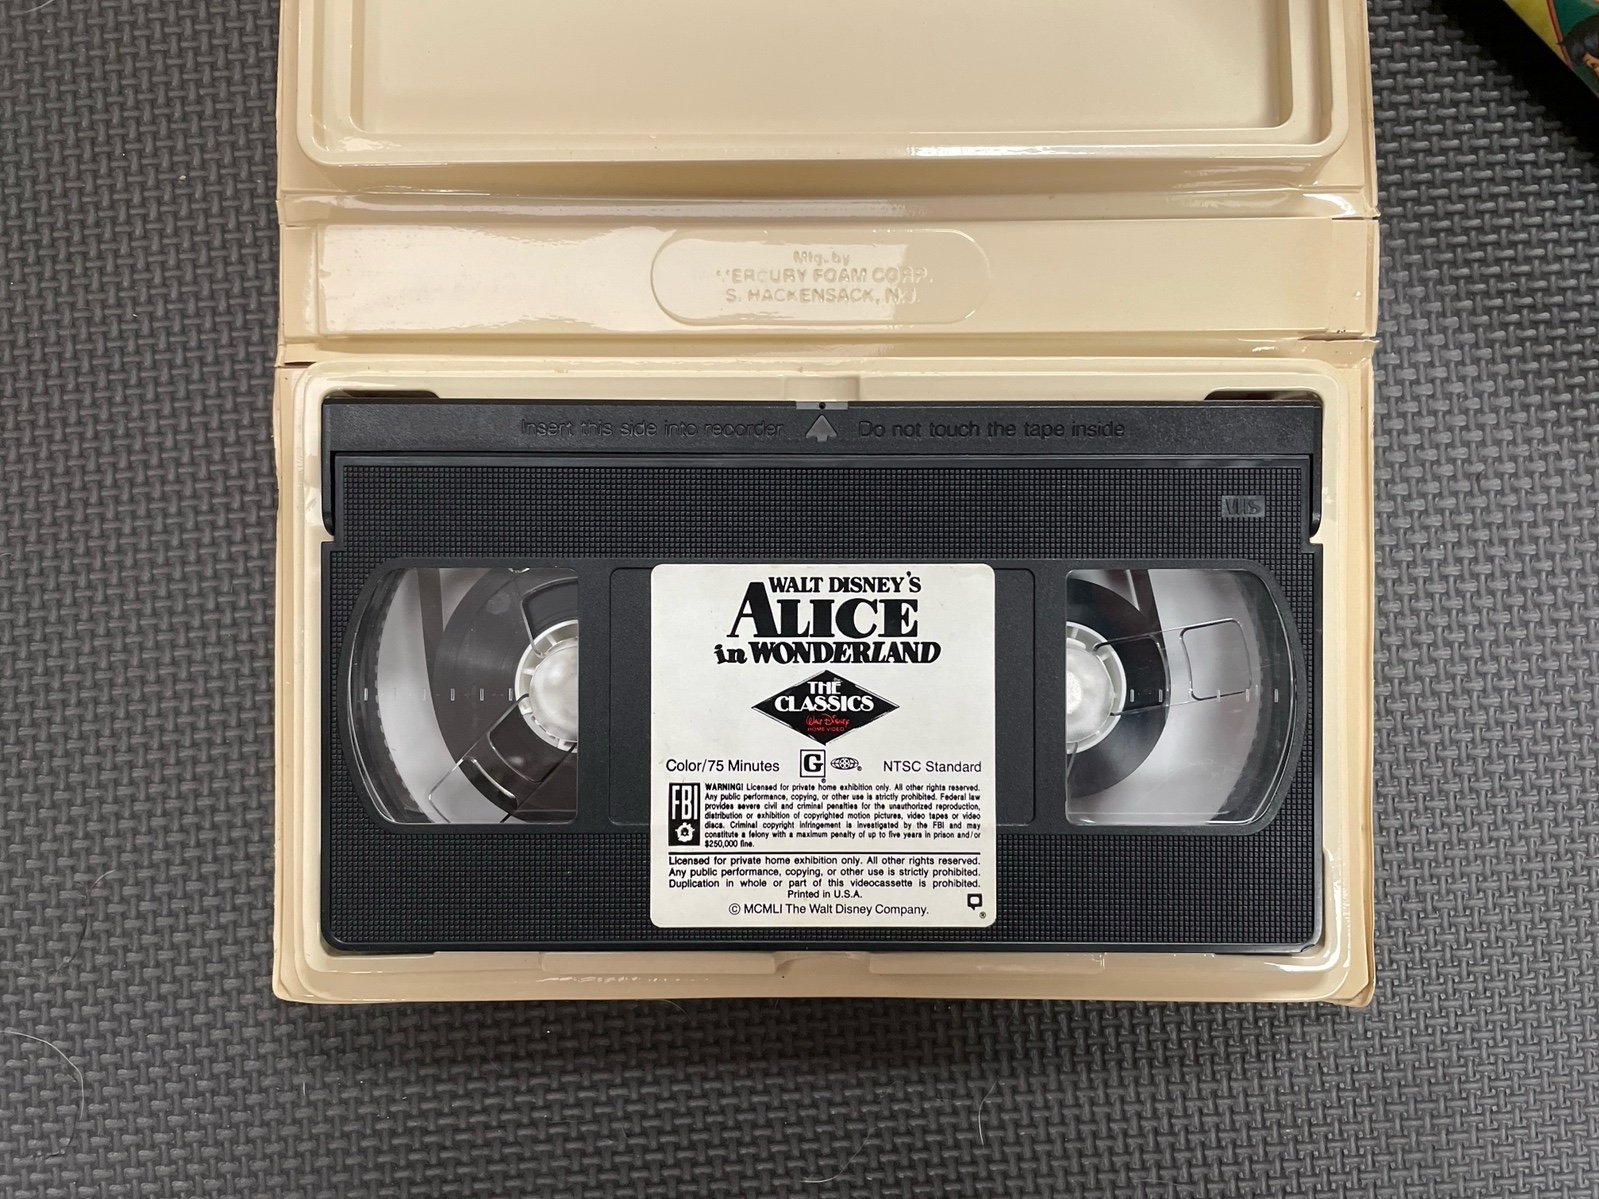 Mfg. by
MERCURY FOAM CORP.
S. HACKENSACK, N.J.
Insert this side into recorder Do not touch the tape inside
VHS
WALT DISNEY'S
ALICE
in WONDERLAND
THE
CLASSICS
Walt Disney
HOME VIDEO
Color/75 Minutes G NTSC Standard
FBI
WARNING! Licensed for private home exhibition only. All other rights reserved.
Any public performance, copying, or other use is strictly prohibited. Federal law
provides severe civil and criminal penalties for the unauthorized reproduction,
distribution or exhibition of copyrighted motion pictures, video tapes or video
discs. Criminal copyright infringement is investigated by the FBI and may
constitute a felony with a maximum penalty of up to five years in prison and/or
$250,000 fine.
Licensed for private home exhibition only. All other rights reserved.
Any public performance, copying, or other use is strictly prohibited.
Duplication in whole or part of this videocassette is prohibited.
Printed in U.S.A.
® 
© MCMLI The Walt Disney Company.